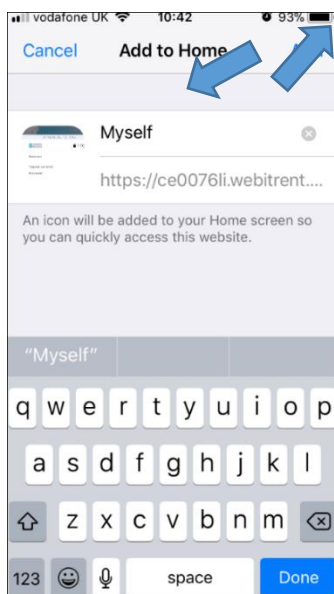 vodafone UK 10:42 93%
Cancel Add to Home
Myself
https://ce0076li.webitrent....
An icon will be added to your Home screen so
you can quickly access this website.
"Myself"
q w e r t y u i o p
a s d f g h j k l
z x c v b n m
123 space Done